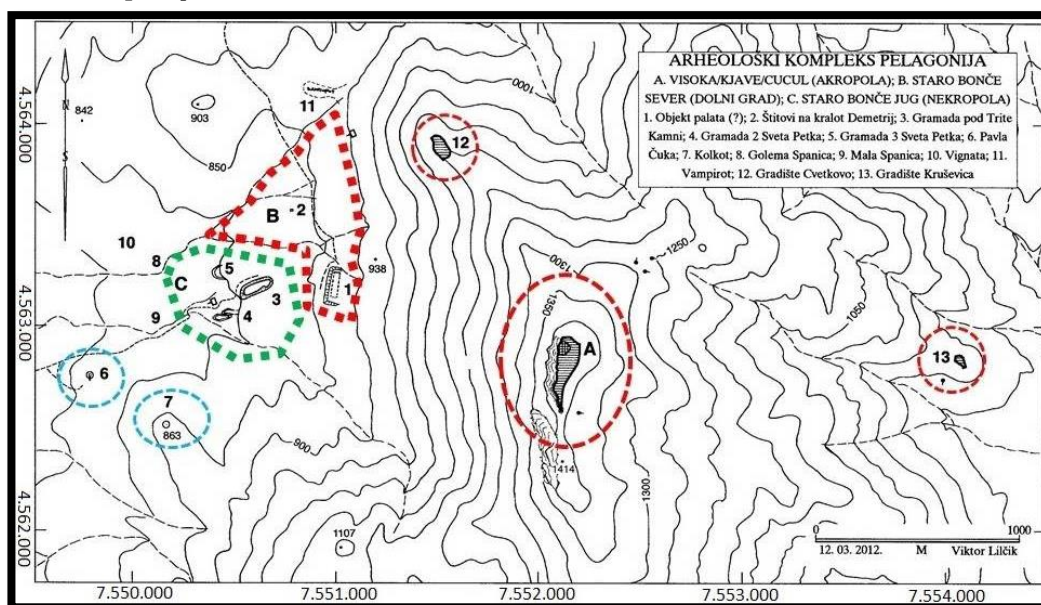 ARHEOLOŠKI KOMPLEKS PELAGONIJA
A. VISOKA/KJAVE/CUCUL (AKROPOLA); B. STARO BONČE
SEVER (DOLNI GRAD); C. STARO BONČE JUG (NEKROPOLA)
1. Objekt palata (?); 2. Štitovi na kralot Demetrij; 3. Gramada pod Trite
Kamni; 4. Gramada 2 Sveta Petka; 5. Gramada 3 Sveta Petka; 6. Pavla
Čuka; 7. Kolkot; 8. Golema Spanica; 9. Mala Spanica; 10. Vignata; 11.
Vampirot; 12. Gradište Cvetkovo; 13. Gradište Kruševica
1000
11
4.564.000
N
842
903
12
850
B
2
10
8
1250
938
5
C
1300
3
1
S
1350
4
9
4.563.000
1050
A
13
6
7
863
900
1414
1300
4.562.000
1107
0
1000
12. 03. 2012.
M
Viktor Lilčik
7.550.000
7.551.000
7.552.000
7.553.000
7.554.000